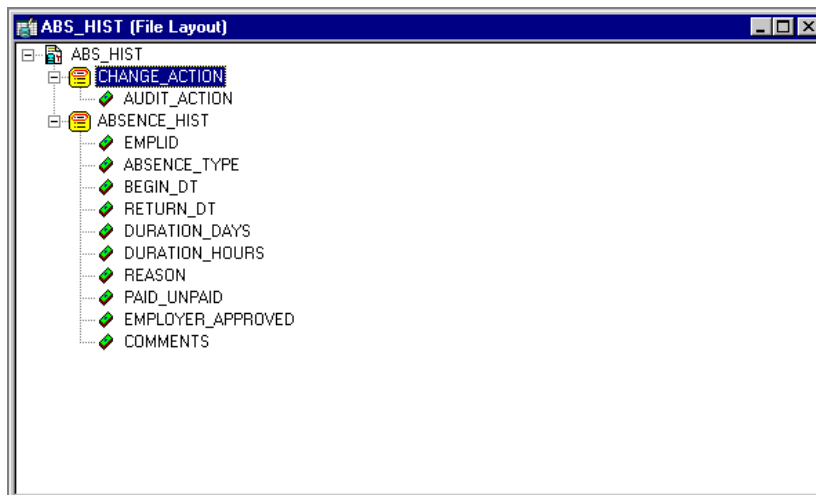 ABS_HIST (File Layout)
ABS_HIST
CHANGE_ACTION
AUDIT_ACTION
ABSENCE_HIST
EMPLID
ABSENCE_TYPE
BEGIN_DT
RETURN_DT
DURATION_DAYS
DURATION_HOURS
REASON
PAID_UNPAID
EMPLOYER_APPROVED
COMMENTS